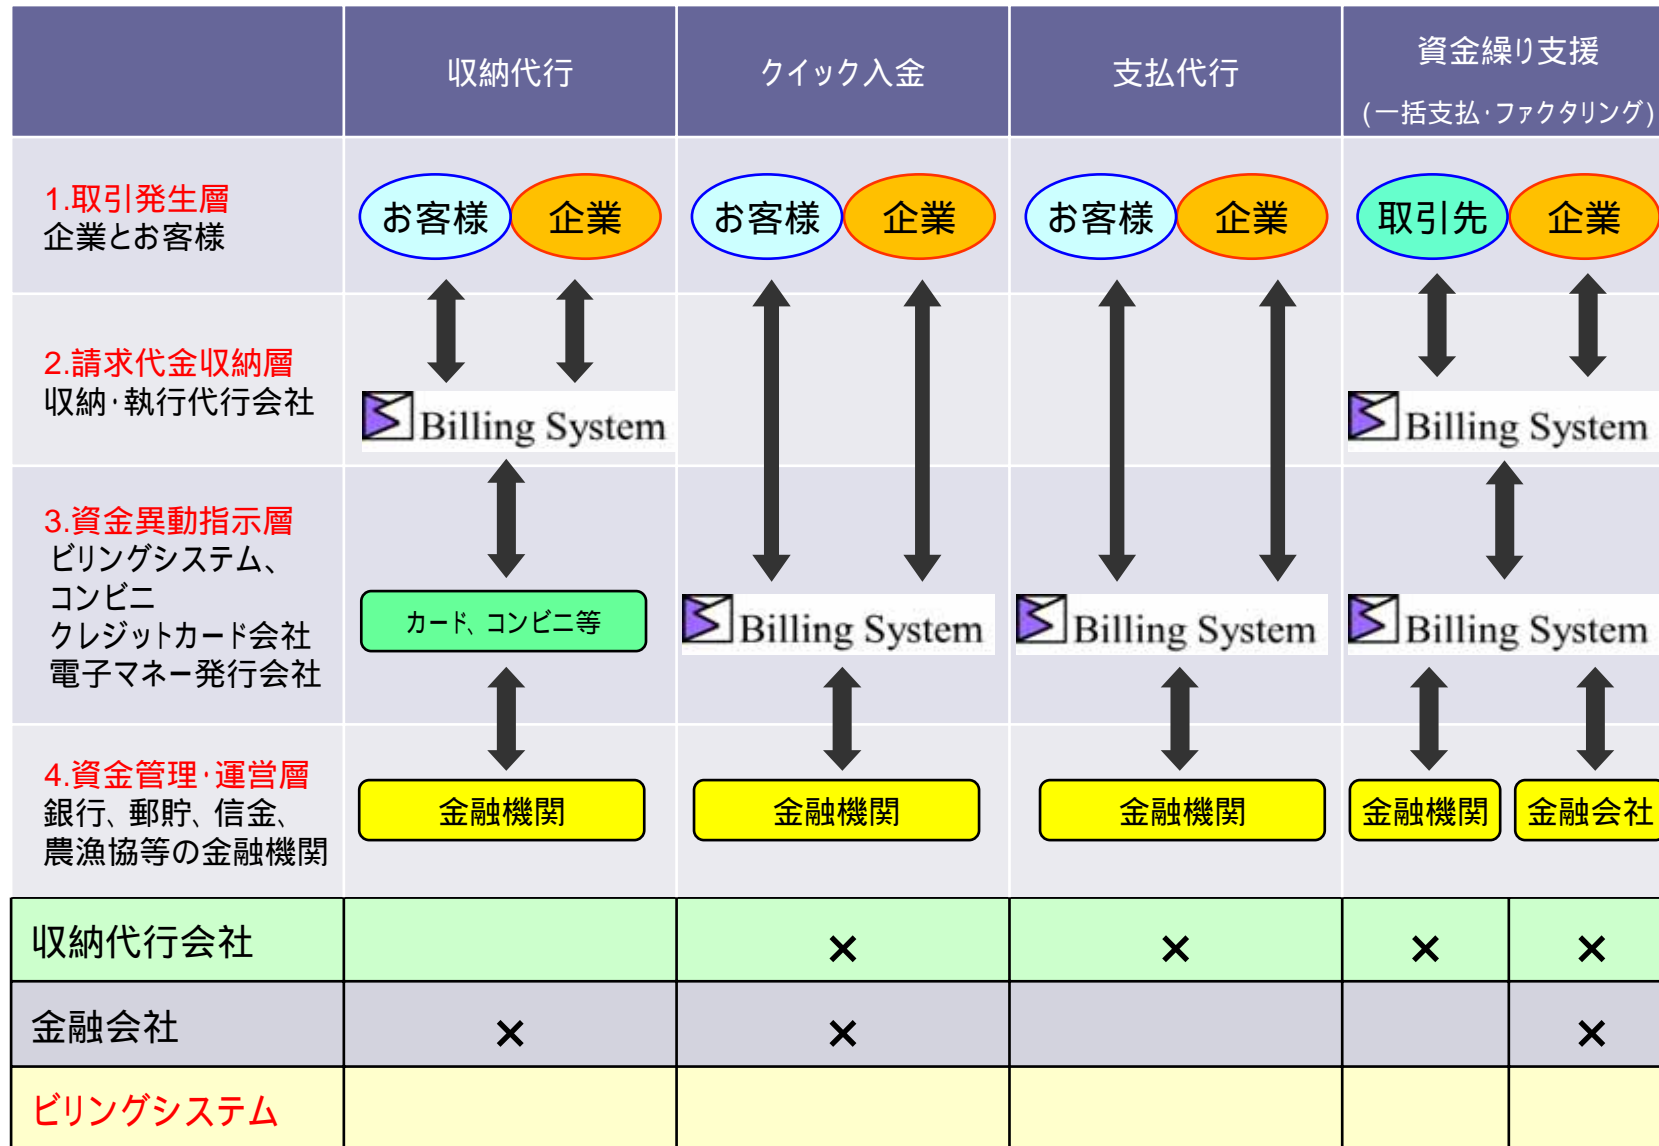 収納代行
クイック入金
支払代行
資金繰り支援
(一括支払・ファクタリング)
1.取引発生層
企業とお客様
お客様 企業
お客様 企業
お客様 企業
取引先 企業
2.請求代金収納層
収納・執行代行会社
Billing System
Billing System
3.資金異動指示層
ビリングシステム、
コンビニ
クレジットカード会社
電子マネー発行会社
カード、コンビニ等
Billing System
Billing System
Billing System
4.資金管理・運営層
銀行、郵貯、信金、
農漁協等の金融機関
金融機関
金融機関
金融機関
金融機関
金融会社
収納代行会社 × × × ×
金融会社 × × ×
ビリングシステム